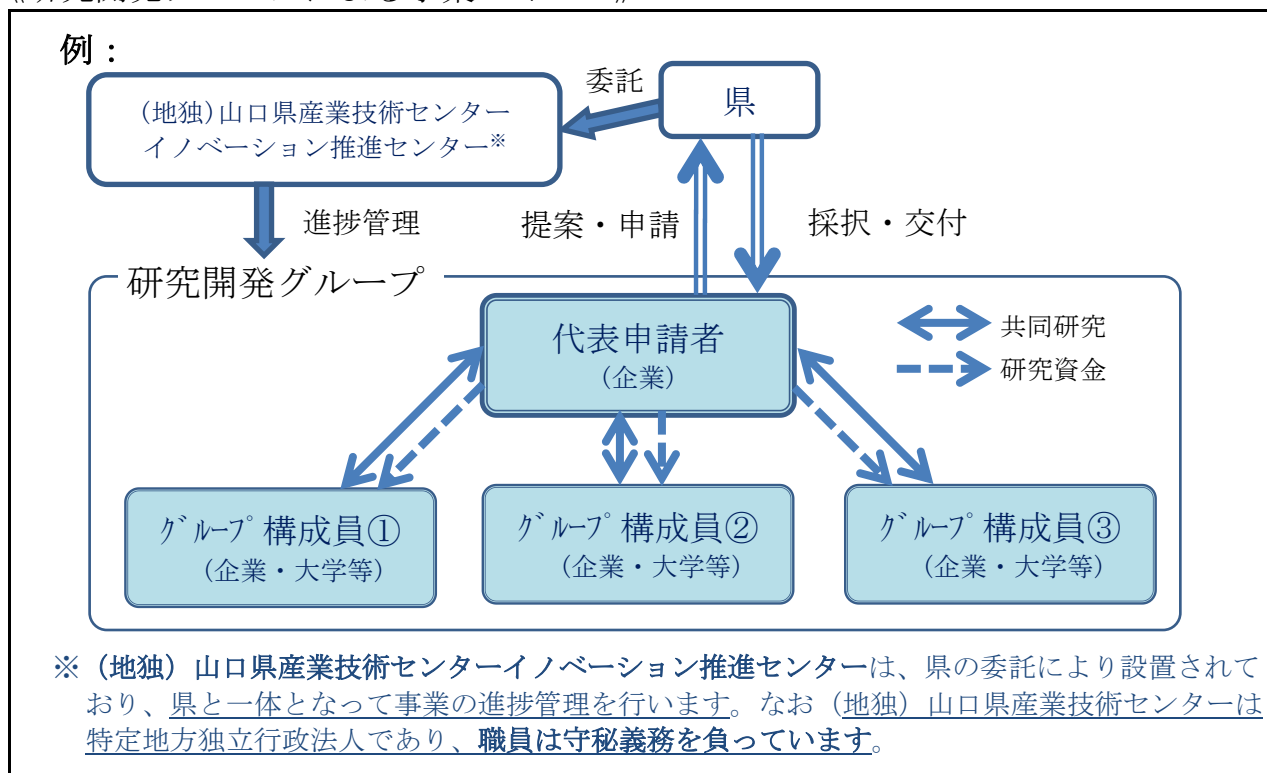 例：
委託
県
(地独)山口県産業技術センター
イノベーション推進センター※
進捗管理
提案・申請
採択・交付
研究開発グループ
代表申請者
(企業)
共同研究
研究資金
ｸﾞﾙｰﾌﾟ構成員①
(企業・大学等)
ｸﾞﾙｰﾌﾟ構成員②
(企業・大学等)
ｸﾞﾙｰﾌﾟ構成員③
(企業・大学等)
※（地独）山口県産業技術センターイノベーション推進センターは、県の委託により設置されて
おり、県と一体となって事業の進捗管理を行います。なお（地独）山口県産業技術センターは
特定地方独立行政法人であり、職員は守秘義務を負っています。